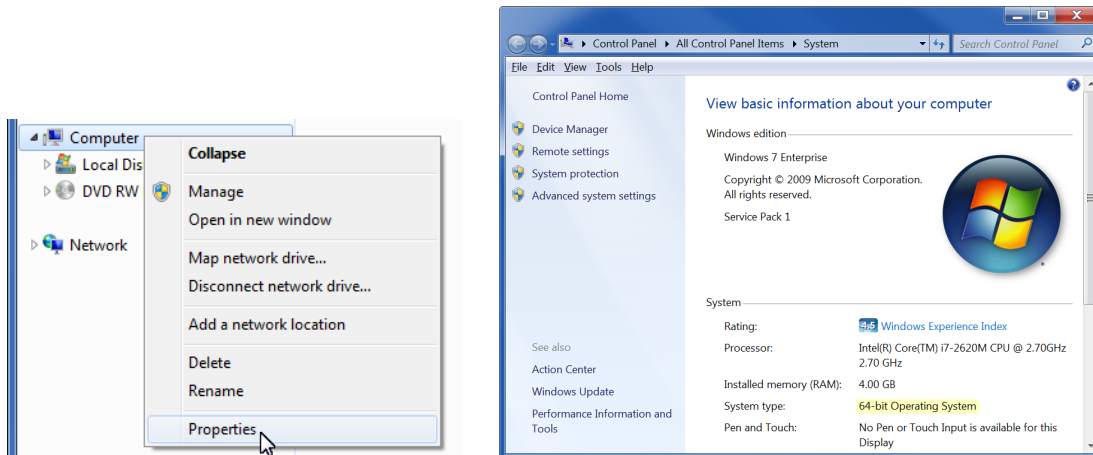 Computer
Local Dis
DVD RW
Network
Collapse
Manage
Open in new window
Map network drive...
Disconnect network drive...
Add a network location
Delete
Rename
Properties
Control Panel All Control Panel Items System
Search Control Panel
File Edit View Tools Help
Control Panel Home
Device Manager
Remote settings
System protection
Advanced system settings
See also
Action Center
Windows Update
Performance Information and
Tools
View basic information about your computer
Windows edition
Windows 7 Enterprise
Copyright © 2009 Microsoft Corporation.
All rights reserved.
Service Pack 1
System
Rating: 4.5 Windows Experience Index
Processor: Intel(R) Core(TM) i7-2620M CPU @ 2.70GHz
2.70 GHz
Installed memory (RAM): 4.00 GB
System type: 64-bit Operating System
Pen and Touch: No Pen or Touch Input is available for this
Display